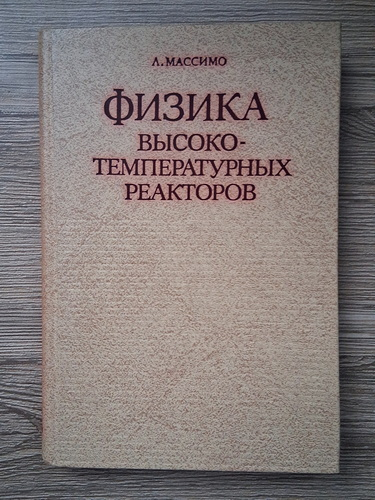 Л. МАССИМО
ФИЗИКА
ВЫСОКО-
ТЕМПЕРАТУРНЫХ
РЕАКТОРОВ